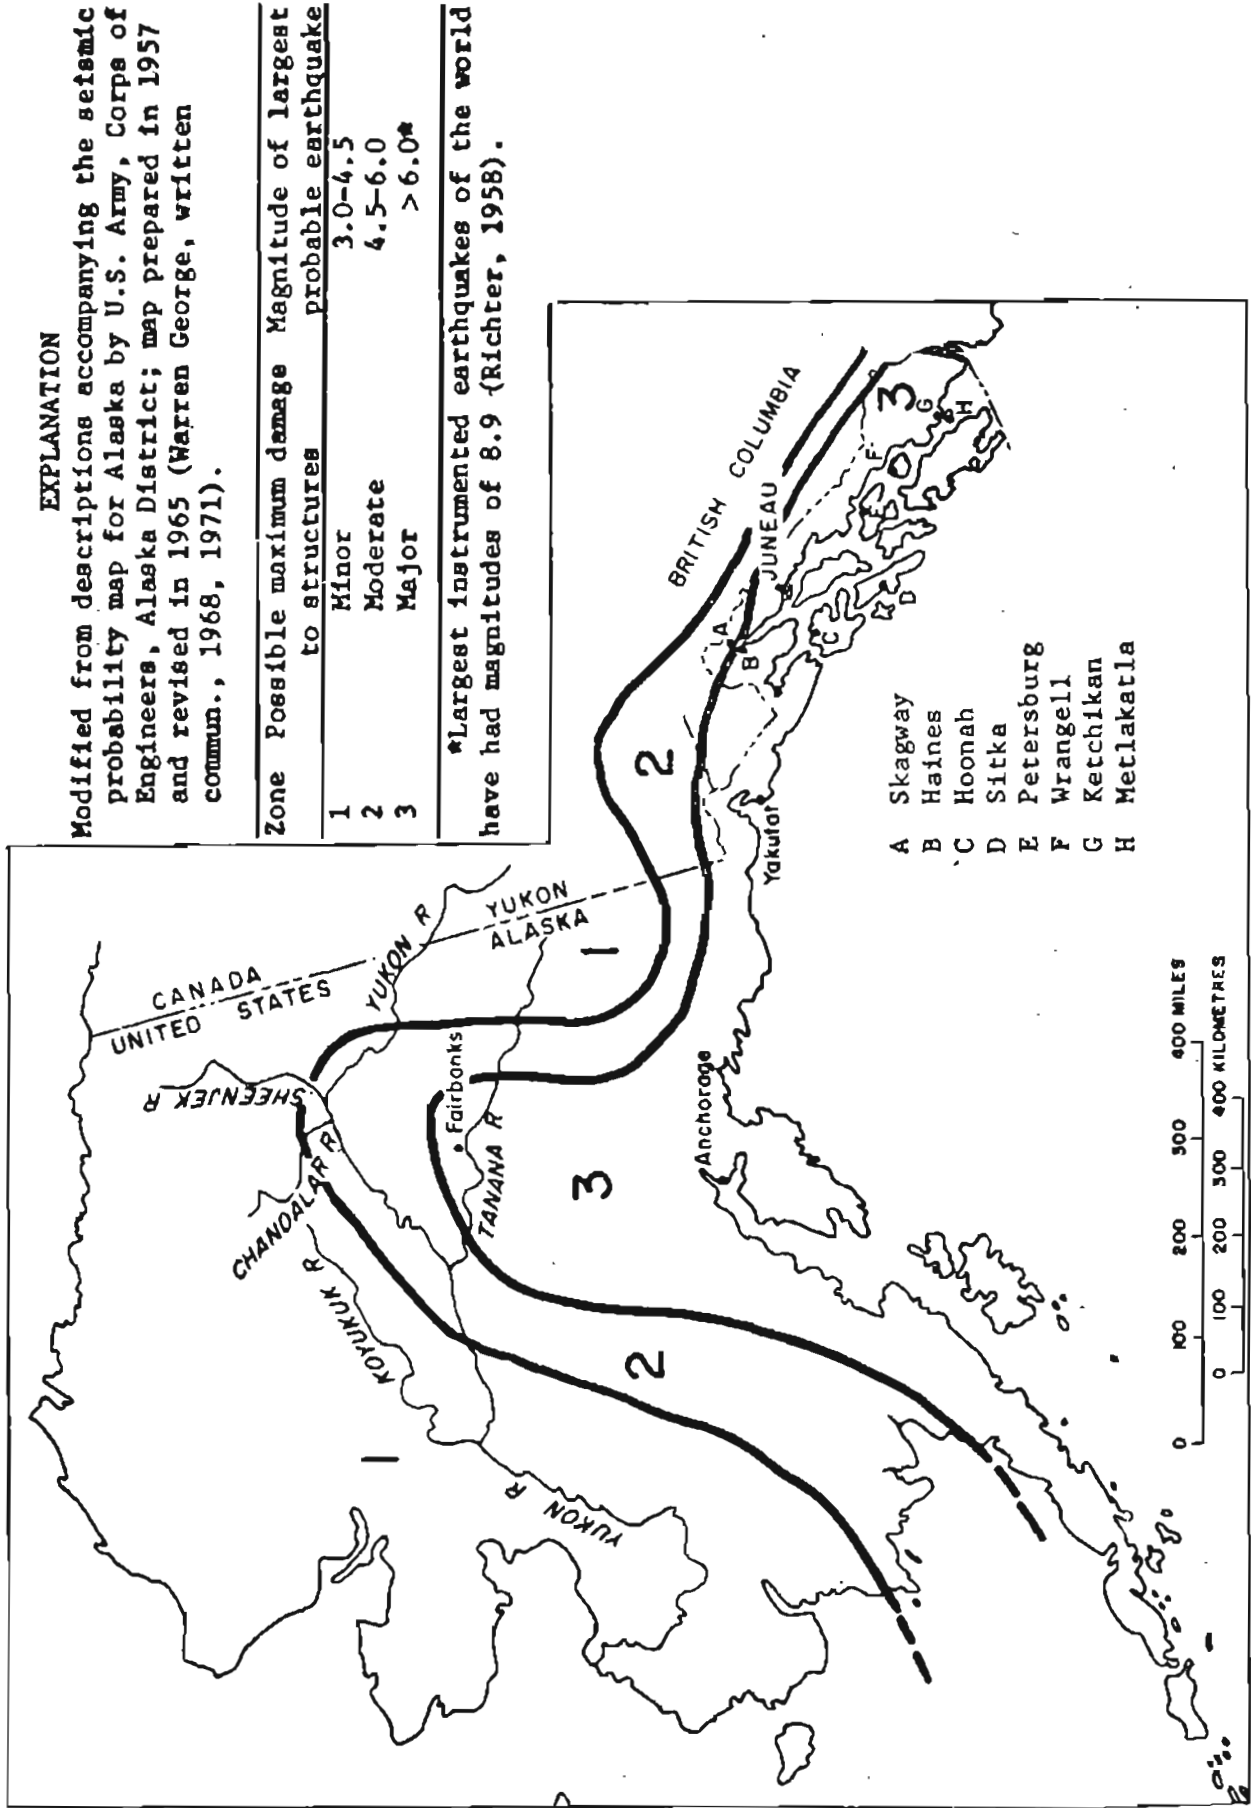 EXPLANATION
Modified from descriptions accompanying the seismic
probability map for Alaska by U.S. Army, Corps of
Engineers, Alaska District; map prepared in 1957
and revised in 1965 (Warren George, written
commun., 1968, 1971).
Zone Possible maximum damage Magnitude of largest
to structures probable earthquake
1 Minor 3.0-4.5
2 Moderate 4.5-6.0
3 Major >6.0*
*Largest instrumented earthquakes of the world
have had magnitudes of 8.9 (Richter, 1958).
CANADA
UNITED STATES
SHEENJEK R
CHANDALAR R
YUKON R
KOYUKUK R
1
YUKON R
YUKON
ALASKA
1
Fairbanks
TANANA R
3
2
2
BRITISH COLUMBIA
JUNEAU
3
A
B
C
D
E
F
G
H
Yakutat
Anchorage
A Skagway
B Haines
C Hoonah
D Sitka
E Petersburg
F Wrangell
G Ketchikan
H Metlakatla
0 100 200 300 400 MILES
0 100 200 300 400 KILOMETRES